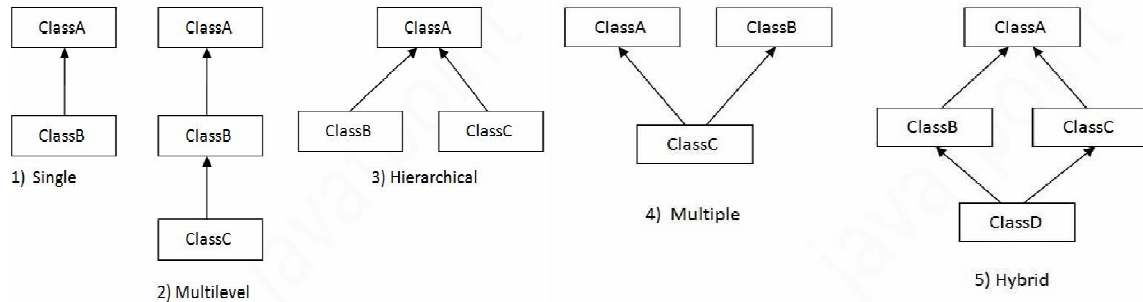 ClassA
ClassB
1) Single
ClassA
ClassB
ClassC
2) Multilevel
ClassA
ClassB
ClassC
3) Hierarchical
ClassA
ClassB
ClassC
4) Multiple
ClassA
ClassB
ClassC
ClassD
5) Hybrid